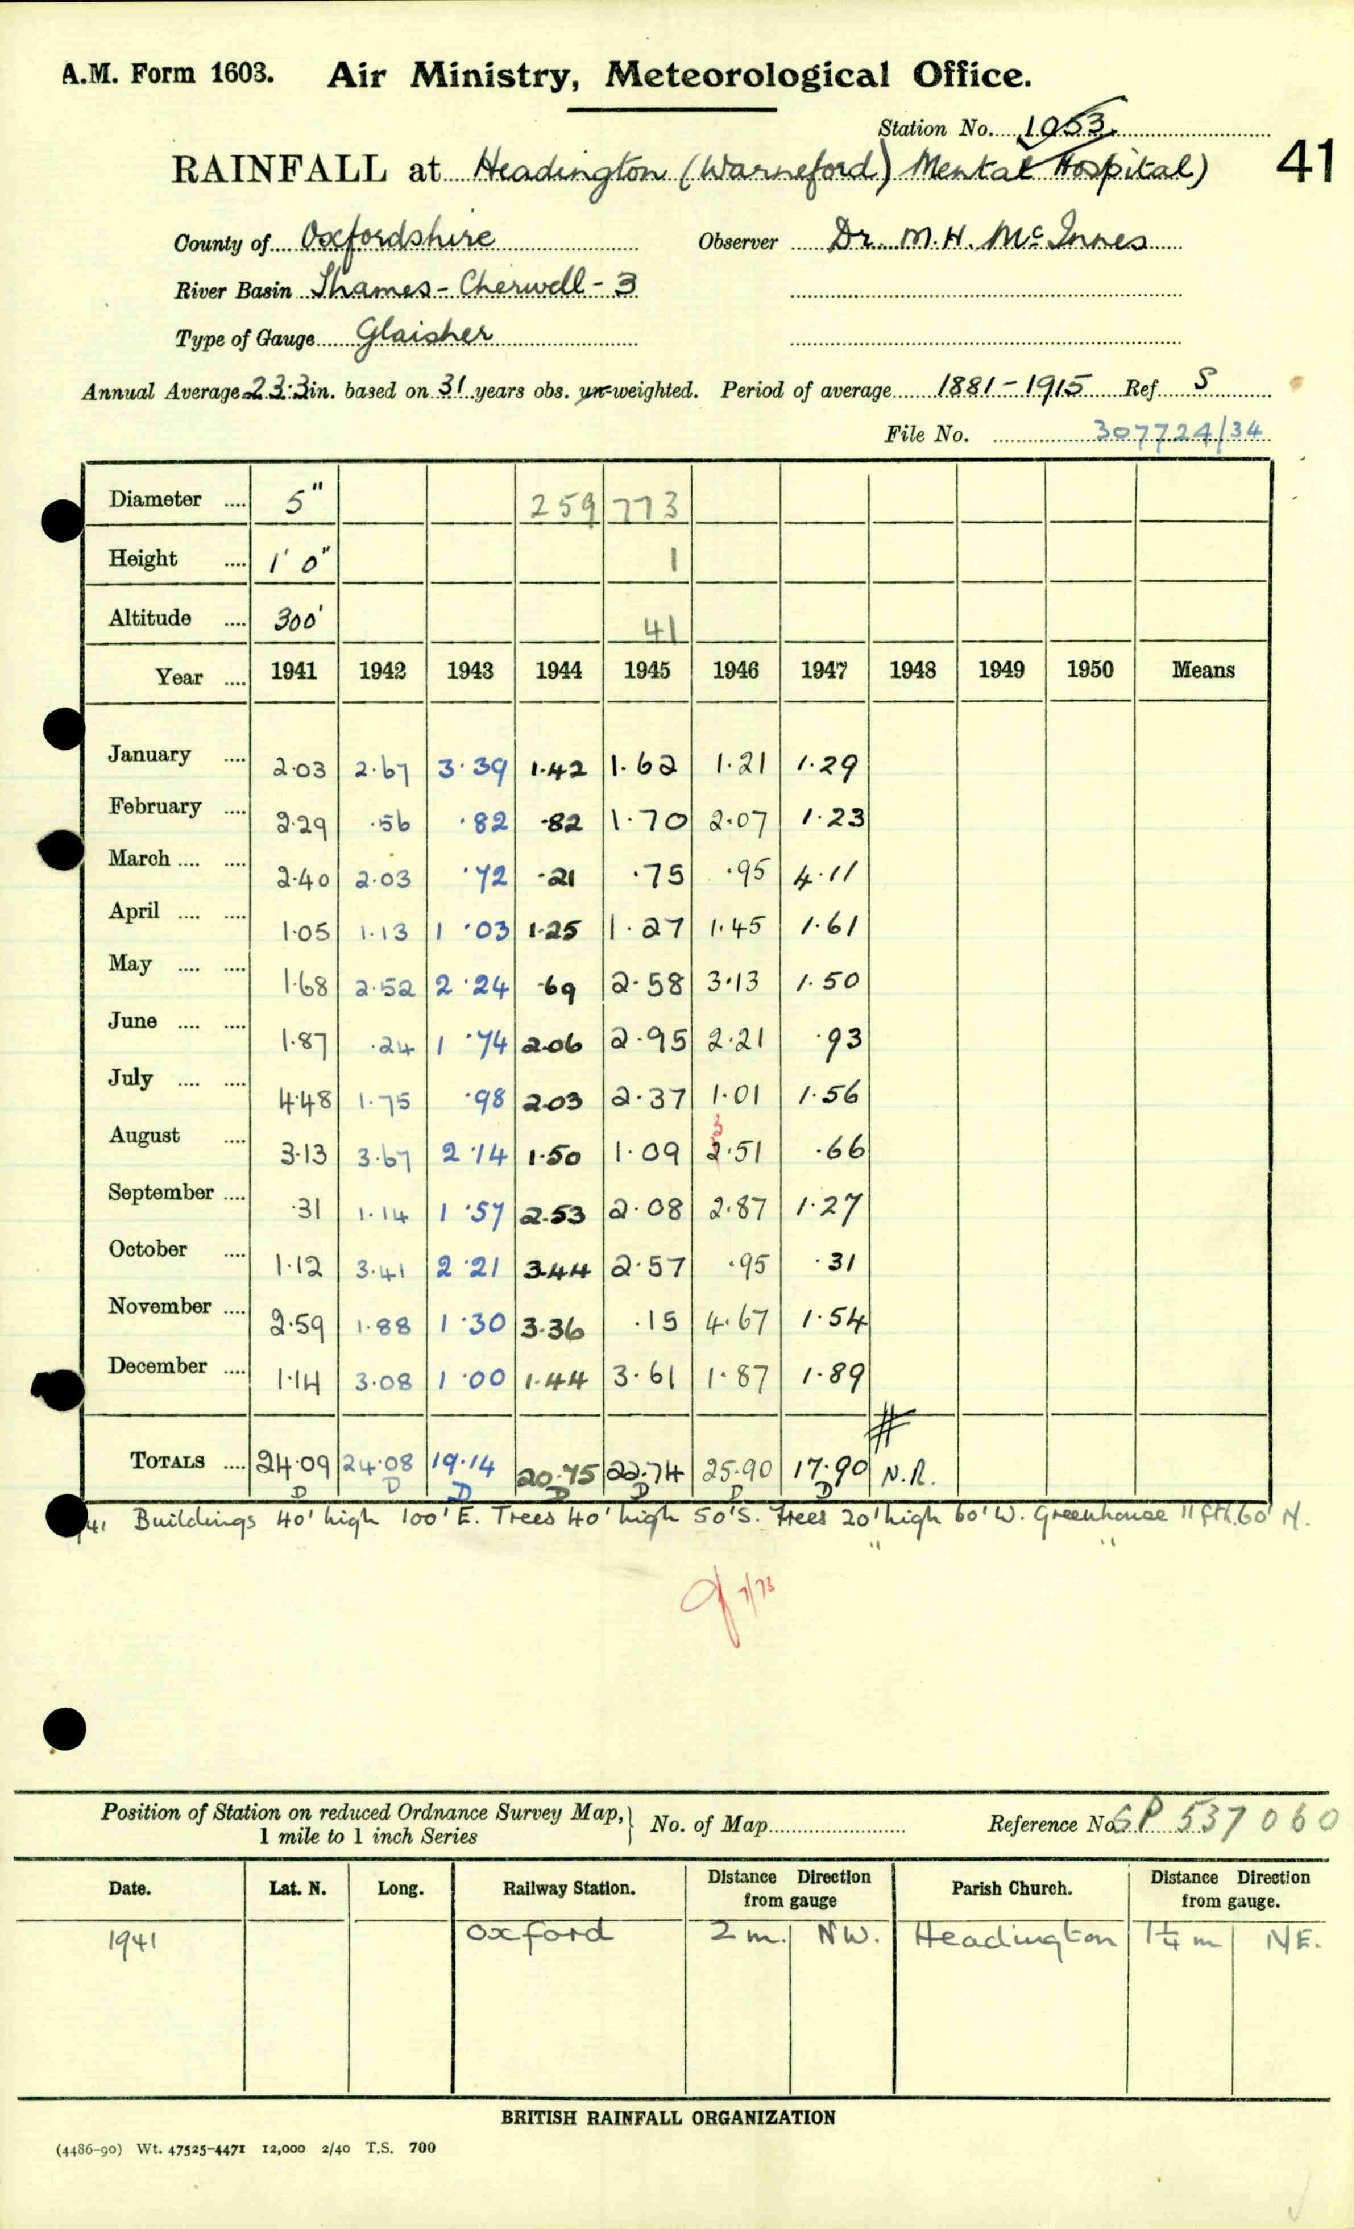 A.M. Form 1603. Air Ministry, Meteorological Office.
Station No. 1053
RAINFALL at Headington (Warneford) Mental Hospital) 41
County of Oxfordshire Observer Dr. M. H. McInnes
River Basin Thames - Cherwell - 3
Type of Gauge Glaisher
Annual Average 23.3 in. based on 31 years obs. un-weighted. Period of average 1881-1915 Ref S
File No. 307724/34
Diameter .... 5" 259 773
Height .... 1' 0" 1
Altitude .... 300' 41
Year .... 1941 1942 1943 1944 1945 1946 1947 1948 1949 1950 Means
January .... 2.03 2.67 3.39 1.42 1.62 1.21 1.29
February .... 2.29 .56 .82 .82 1.70 2.07 1.23
March .... .... 2.40 2.03 .72 .21 .75 .95 4.11
April .... .... 1.05 1.13 1.03 1.25 1.27 1.45 1.61
May .... .... 1.68 2.52 2.24 .69 2.58 3.13 1.50
June .... .... 1.87 .24 1.74 2.06 2.95 2.21 .93
July .... .... 4.48 1.75 .98 2.03 2.37 1.01 1.56
3
August .... 3.13 3.67 2.14 1.50 1.09 2.51 .66
September .... .31 1.14 1.57 2.53 2.08 2.87 1.27
October .... 1.12 3.41 2.21 3.44 2.57 .95 .31
November .... 2.59 1.88 1.30 3.36 .15 4.67 1.54
December .... 1.14 3.08 1.00 1.44 3.61 1.87 1.89
#
TOTALS .... 24.09 24.08 19.14 20.75 22.74 25.90 17.90 N.R.
D D D D D D D
41 Buildings 40' high 100' E. Trees 40' high 50' S. Trees 20' high 60' W. Greenhouse 11 ft h. 60' N.
" "
7/73
Position of Station on reduced Ordnance Survey Map,} No. of Map Reference No. SP 537 060
1 mile to 1 inch Series
Date. Lat. N. Long. Railway Station. Distance Direction from gauge Parish Church. Distance Direction from gauge.
1941 Oxford 2 m. NW. Headington 1¼ m NE.
BRITISH RAINFALL ORGANIZATION
(4486-90) Wt. 47525-4471 12,000 2/40 T.S. 700